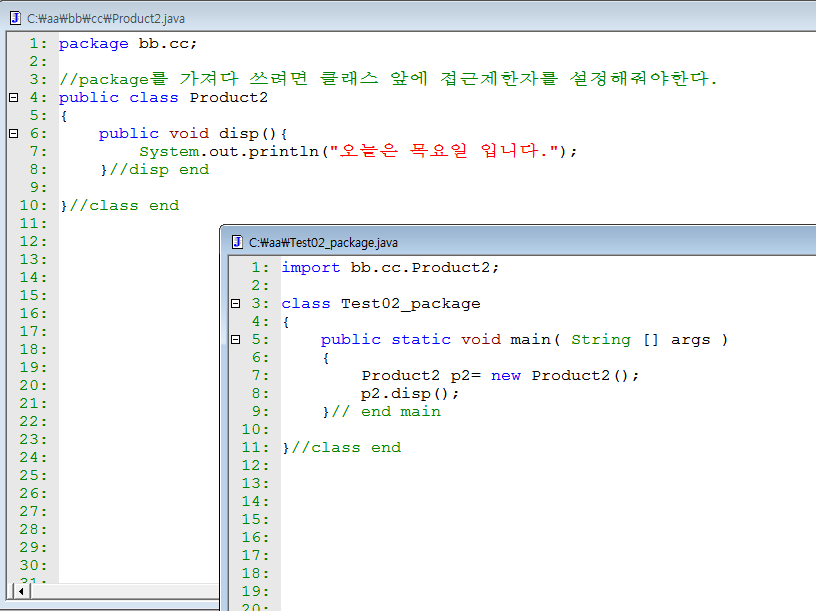 C:\aa\bb\cc\Product2.java
1: package bb.cc;
2:
3: //package를 가져다 쓰려면 클래스 앞에 접근제한자를 설정해줘야한다.
4: public class Product2
5: {
6: public void disp(){
7: System.out.println("오늘은 목요일 입니다.");
8: }//disp end
9:
10: }//class end
11:
12:
13:
14:
15:
16:
17:
18:
19:
20:
21:
22:
23:
24:
25:
26:
27:
28:
29:
30:
31:
C:\aa\Test02_package.java
1: import bb.cc.Product2;
2:
3: class Test02_package
4: {
5: public static void main( String [] args )
6: {
7: Product2 p2= new Product2();
8: p2.disp();
9: }// end main
10:
11: }//class end
12:
13:
14:
15:
16:
17:
18:
19:
20: